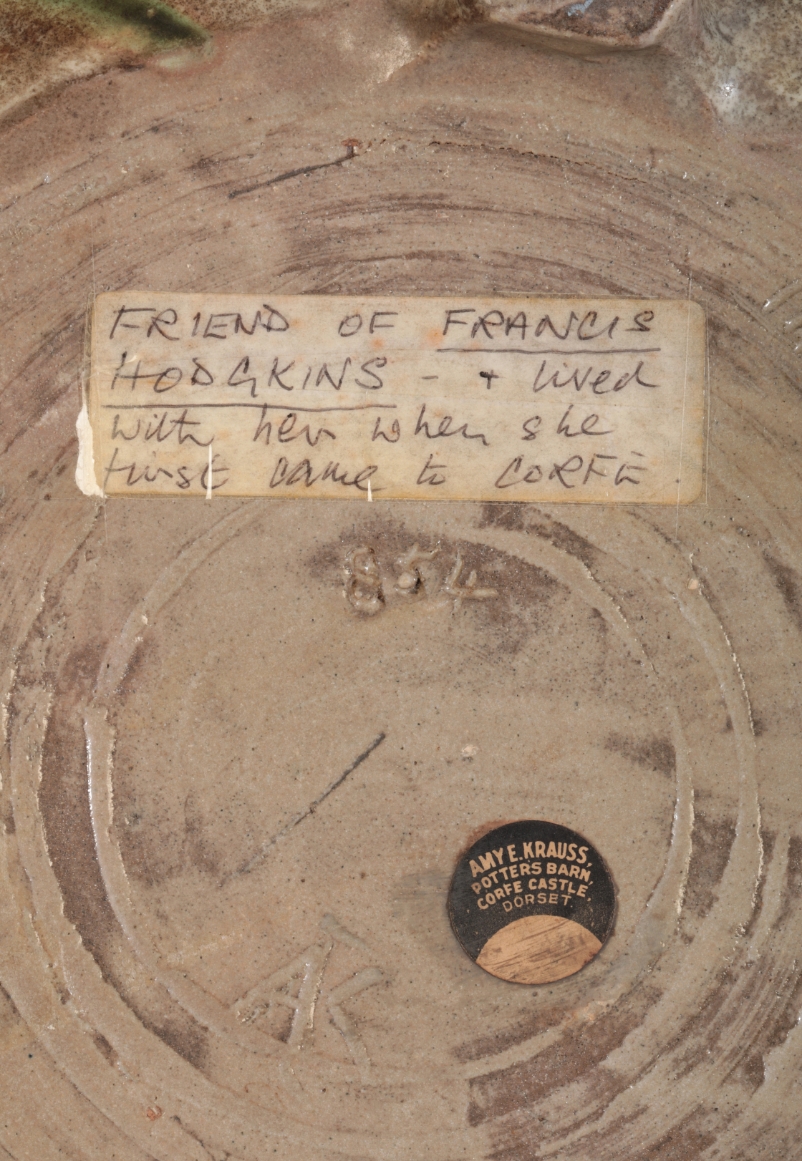 FRIEND OF FRANCIS
HODGKINS - + lived
with her when she
first came to CORFE.
854
AMY E. KRAUSS,
POTTERS BARN,
CORFE CASTLE,
DORSET.
AK